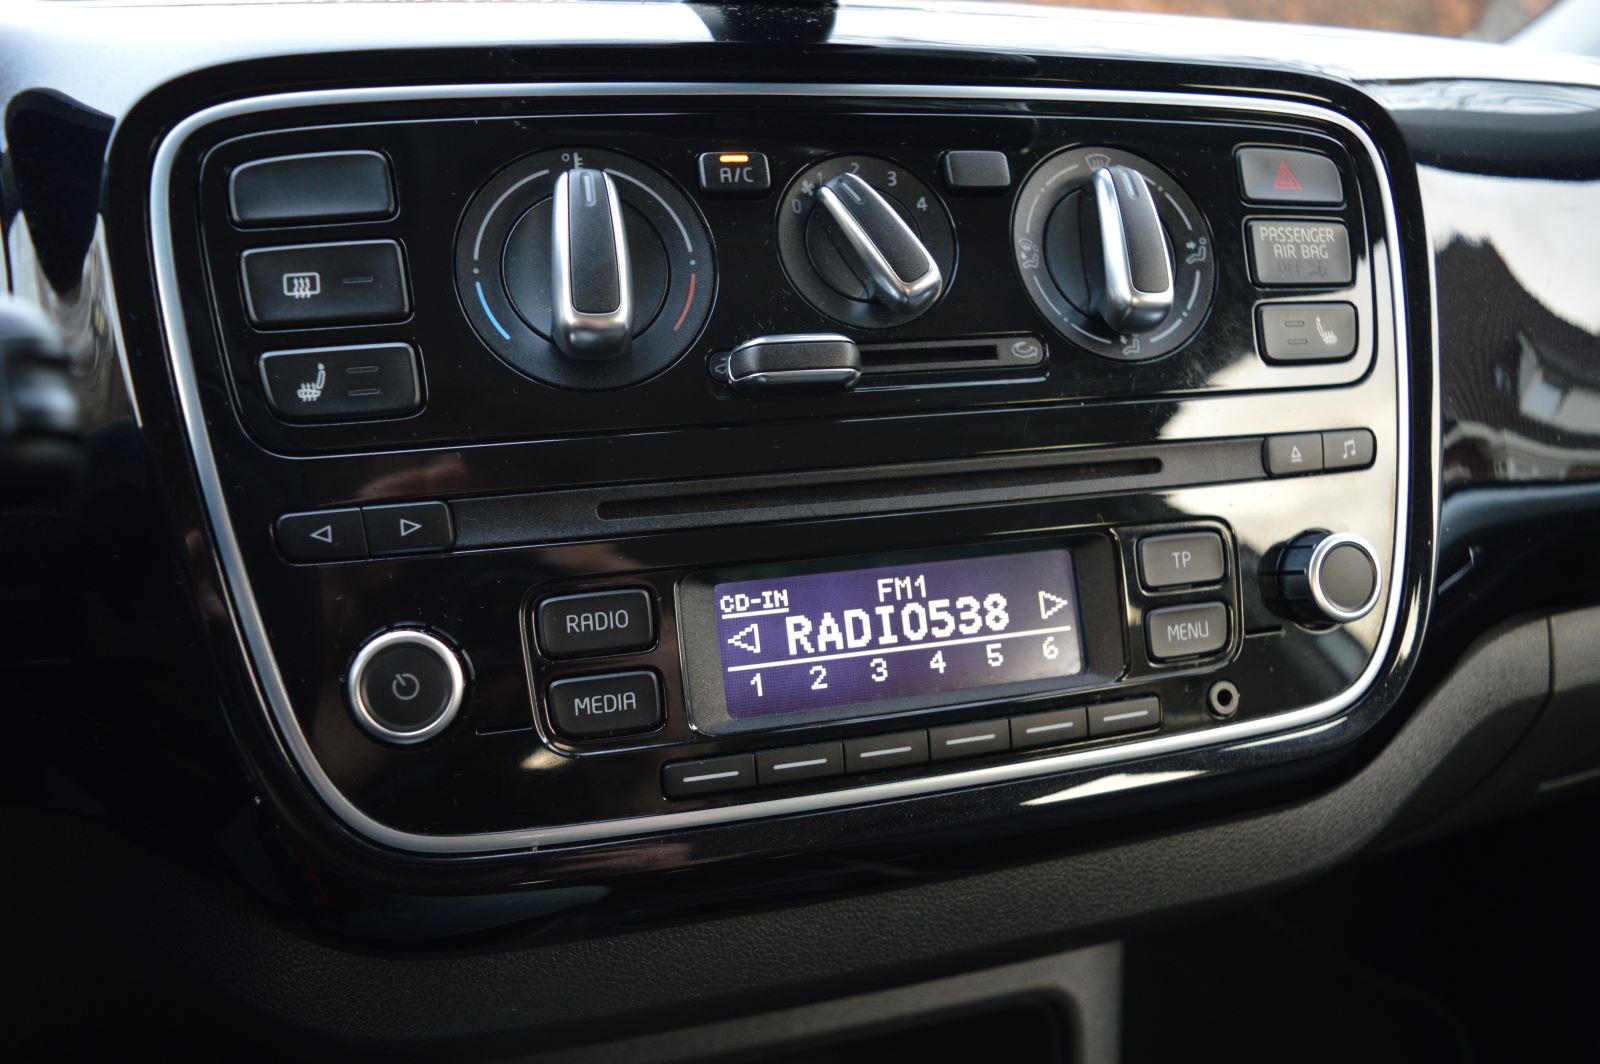 A/C
0 1 2 3 4
PASSENGER
AIR BAG
OFF
TP
RADIO
CD-IN
FM1
RADIO538
MENU
MEDIA
1 2 3 4 5 6